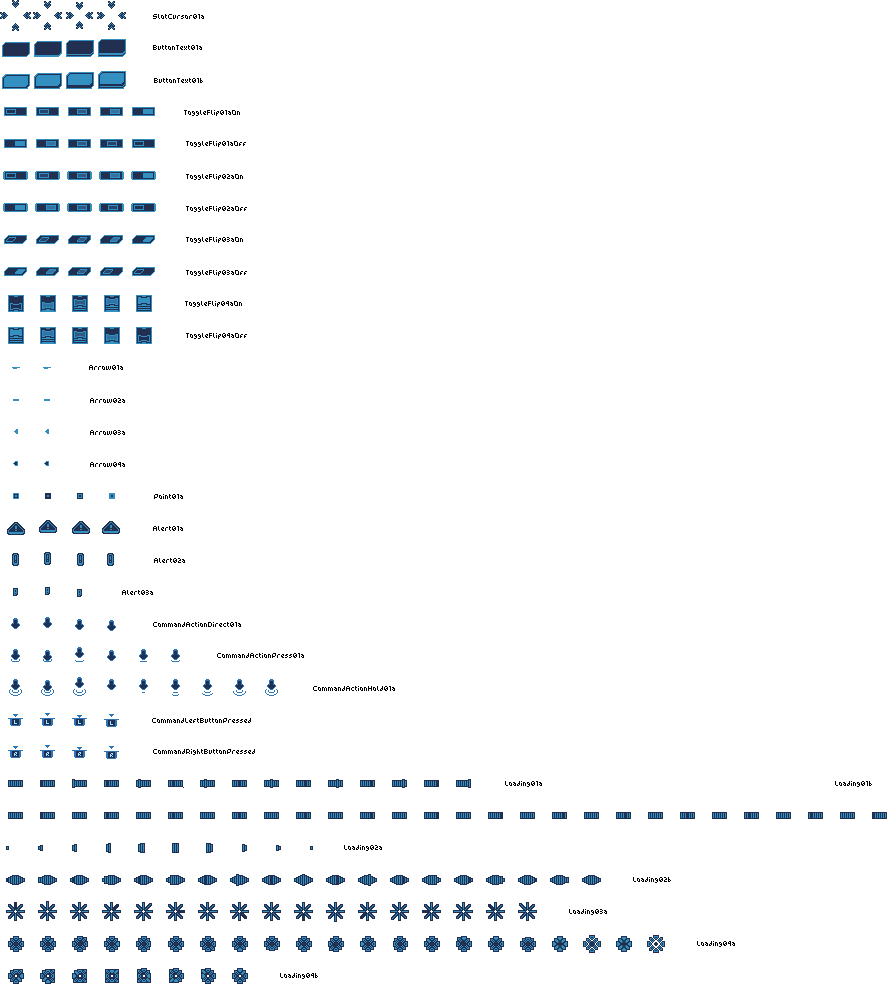 SlotCursor01a
ButtonText01a
ButtonText01b
ToggleFlip01aOn
ToggleFlip01aOff
ToggleFlip02aOn
ToggleFlip02aOff
ToggleFlip03aOn
ToggleFlip03aOff
ToggleFlip04aOn
ToggleFlip04aOff
Arrow01a
Arrow02a
Arrow03a
Arrow04a
Point01a
Alert01a
Alert02a
Alert03a
CommandActionDirect01a
CommandActionPress01a
CommandActionHold01a
L L L L
CommandLeftButtonPressed
R R R R
CommandRightButtonPressed
Loading01a Loading01b
Loading02a
Loading02b
Loading03a
Loading04a
Loading04b